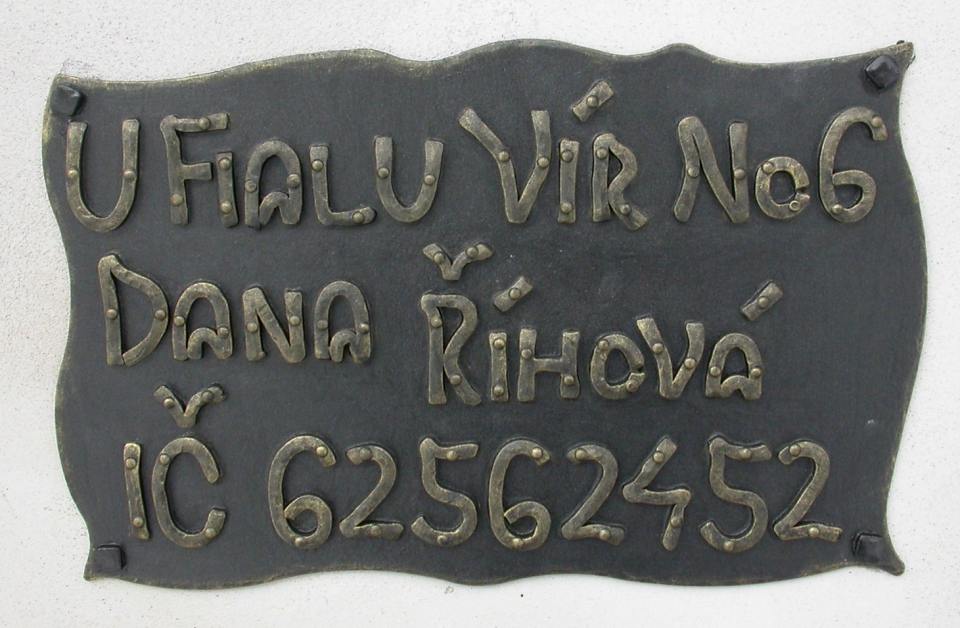 U FIALU VÍR No6
DANA ŘÍHOVÁ
IČ 62562452